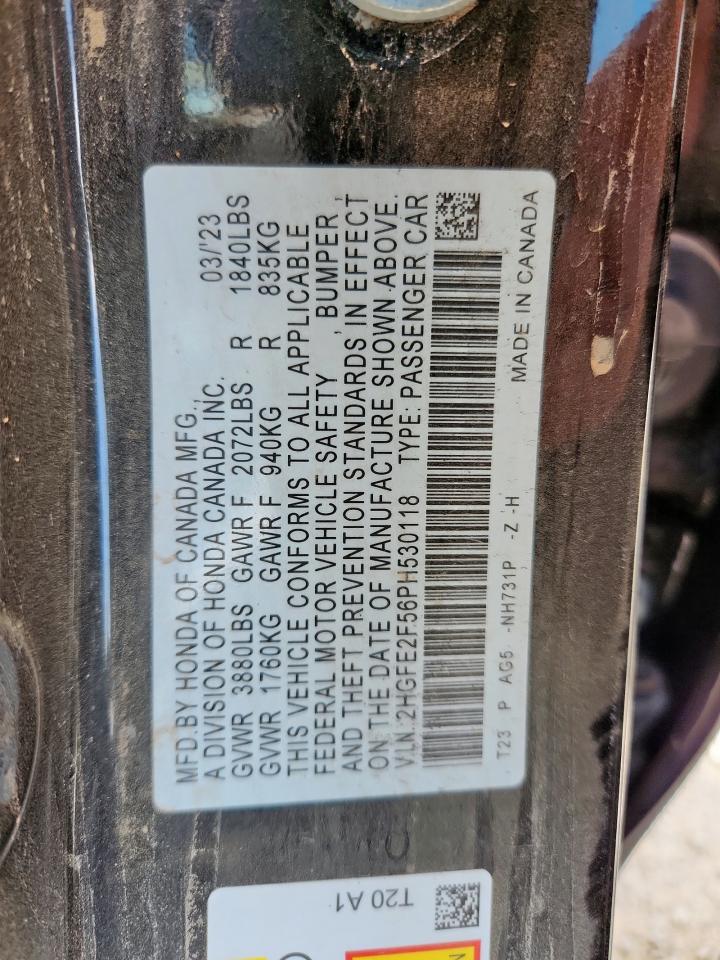 MFD.BY HONDA OF CANADA MFG., 03/'23
A DIVISION OF HONDA CANADA INC.
GVWR 3880LBS GAWR F 2072LBS R 1840LBS
GVWR 1760KG GAWR F 940KG R 835KG
THIS VEHICLE CONFORMS TO ALL APPLICABLE
FEDERAL MOTOR VEHICLE SAFETY , BUMPER ,
AND THEFT PREVENTION STANDARDS IN EFFECT
ON THE DATE OF MANUFACTURE SHOWN ABOVE.
V.I.N.:2HGFE2F56PH530118 TYPE: PASSENGER CAR
T23 P AG5 -NH731P -Z -H MADE IN CANADA
T20 A1